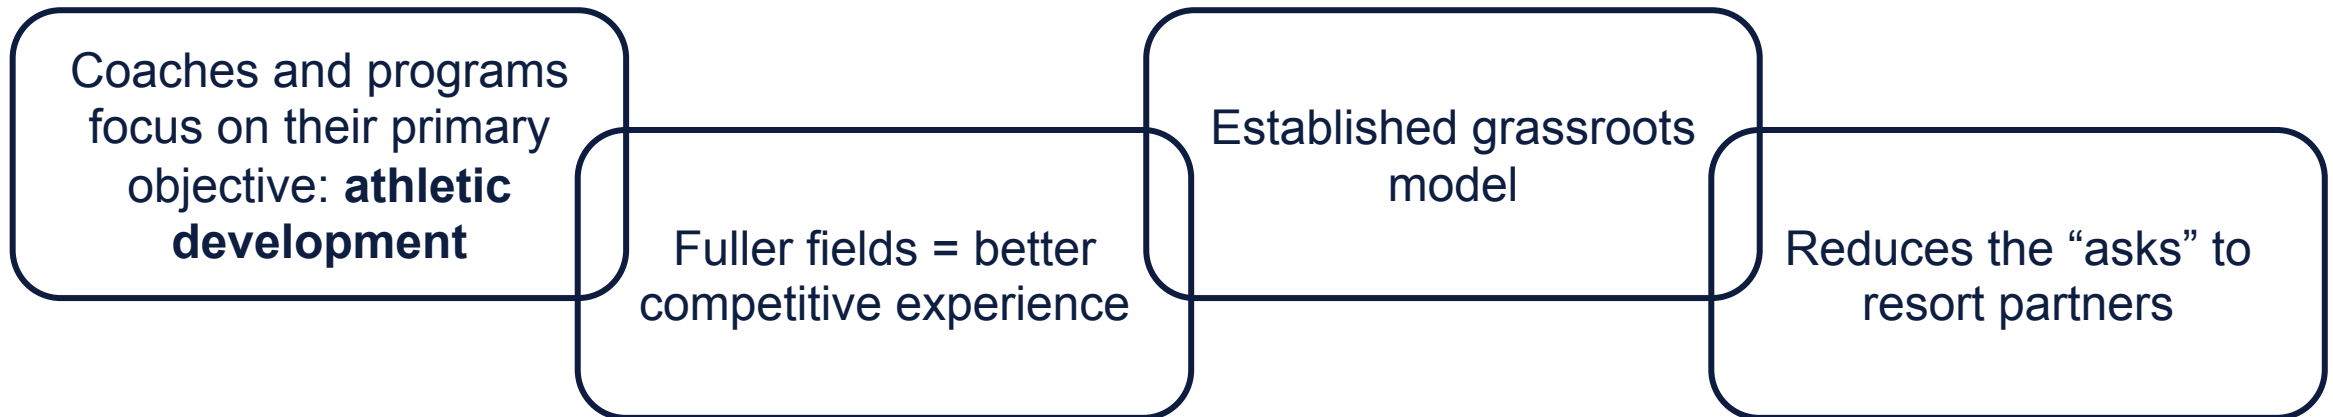 Coaches and programs
focus on their primary
objective: athletic
development
Fuller fields = better
competitive experience
Established grassroots
model
Reduces the “asks” to
resort partners